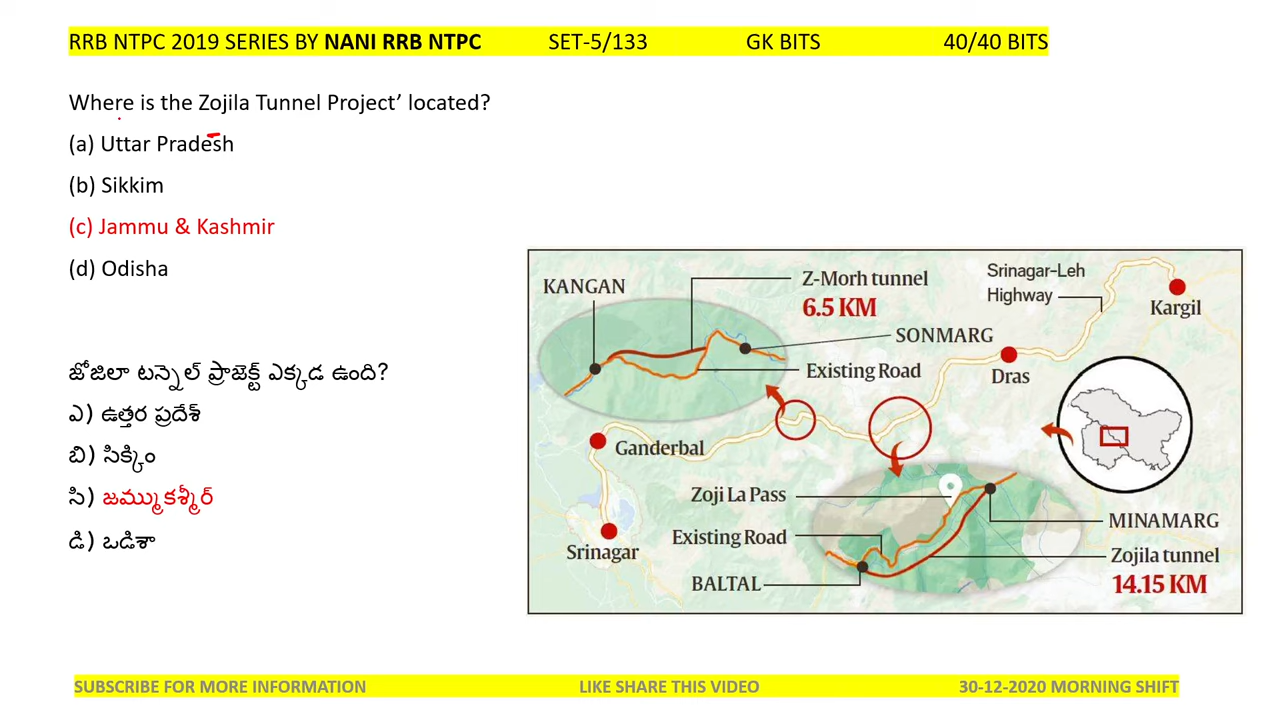 RRB NTPC 2019 SERIES BY NANI RRB NTPC SET-5/133 GK BITS 40/40 BITS
Where is the Zojila Tunnel Project’ located?
(a) Uttar Pradesh
(b) Sikkim
(c) Jammu & Kashmir
(d) Odisha
జోజిలా టన్నెల్ ప్రాజెక్ట్ ఎక్కడ ఉంది?
ఎ) ఉత్తర ప్రదేశ్
బి) సిక్కిం
సి) జమ్ముకశ్మీర్
డి) ఒడిశా
KANGAN
Z-Morh tunnel
6.5 KM
SONMARG
Existing Road
Srinagar-Leh
Highway
Kargil
Dras
Ganderbal
Srinagar
Zoji La Pass
Existing Road
BALTAL
MINAMARG
Zojila tunnel
14.15 KM
SUBSCRIBE FOR MORE INFORMATION LIKE SHARE THIS VIDEO 30-12-2020 MORNING SHIFT